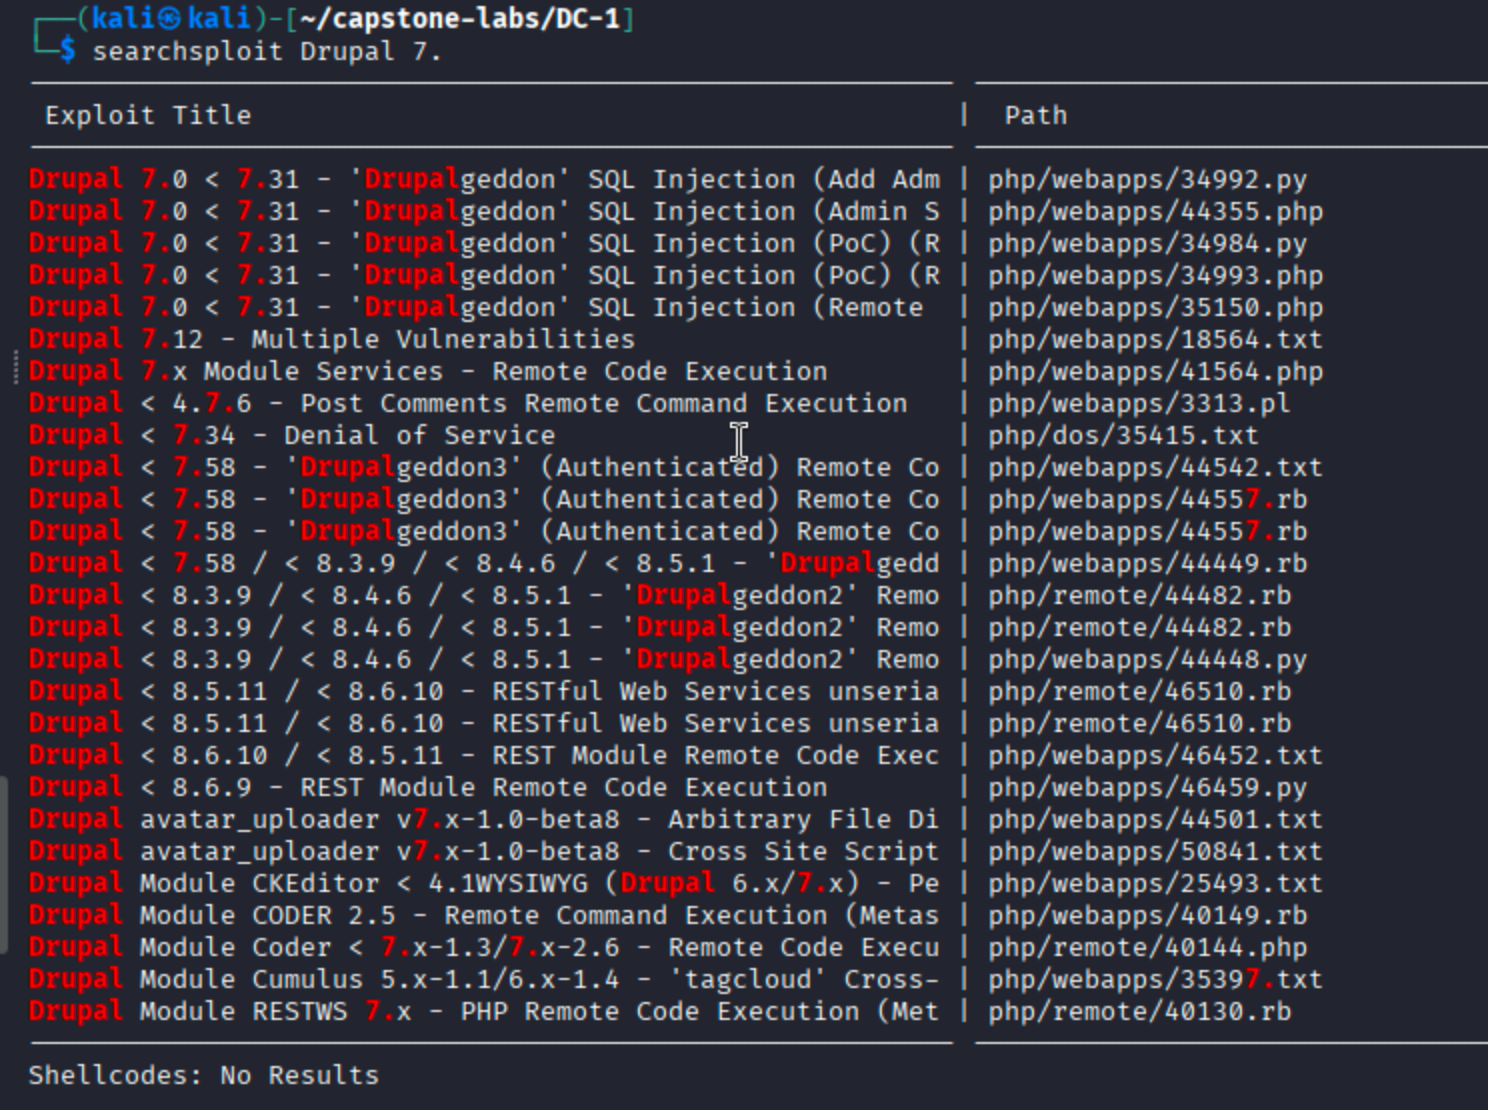 (kali㉿kali)-[~/capstone-labs/DC-1]
$ searchsploit Drupal 7.
Exploit Title | Path
Drupal 7.0 < 7.31 - 'Drupalgeddon' SQL Injection (Add Adm | php/webapps/34992.py
Drupal 7.0 < 7.31 - 'Drupalgeddon' SQL Injection (Admin S | php/webapps/44355.php
Drupal 7.0 < 7.31 - 'Drupalgeddon' SQL Injection (PoC) (R | php/webapps/34984.py
Drupal 7.0 < 7.31 - 'Drupalgeddon' SQL Injection (PoC) (R | php/webapps/34993.php
Drupal 7.0 < 7.31 - 'Drupalgeddon' SQL Injection (Remote | php/webapps/35150.php
Drupal 7.12 - Multiple Vulnerabilities | php/webapps/18564.txt
Drupal 7.x Module Services - Remote Code Execution | php/webapps/41564.php
Drupal < 4.7.6 - Post Comments Remote Command Execution | php/webapps/3313.pl
Drupal < 7.34 - Denial of Service | php/dos/35415.txt
Drupal < 7.58 - 'Drupalgeddon3' (Authenticated) Remote Co | php/webapps/44542.txt
Drupal < 7.58 - 'Drupalgeddon3' (Authenticated) Remote Co | php/webapps/44557.rb
Drupal < 7.58 - 'Drupalgeddon3' (Authenticated) Remote Co | php/webapps/44557.rb
Drupal < 7.58 / < 8.3.9 / < 8.4.6 / < 8.5.1 - 'Drupalgedd | php/webapps/44449.rb
Drupal < 8.3.9 / < 8.4.6 / < 8.5.1 - 'Drupalgeddon2' Remo | php/remote/44482.rb
Drupal < 8.3.9 / < 8.4.6 / < 8.5.1 - 'Drupalgeddon2' Remo | php/remote/44482.rb
Drupal < 8.3.9 / < 8.4.6 / < 8.5.1 - 'Drupalgeddon2' Remo | php/webapps/44448.py
Drupal < 8.5.11 / < 8.6.10 - RESTful Web Services unseria | php/remote/46510.rb
Drupal < 8.5.11 / < 8.6.10 - RESTful Web Services unseria | php/remote/46510.rb
Drupal < 8.6.10 / < 8.5.11 - REST Module Remote Code Exec | php/webapps/46452.txt
Drupal < 8.6.9 - REST Module Remote Code Execution | php/webapps/46459.py
Drupal avatar_uploader v7.x-1.0-beta8 - Arbitrary File Di | php/webapps/44501.txt
Drupal avatar_uploader v7.x-1.0-beta8 - Cross Site Script | php/webapps/50841.txt
Drupal Module CKEditor < 4.1WYSIWYG (Drupal 6.x/7.x) - Pe | php/webapps/25493.txt
Drupal Module CODER 2.5 - Remote Command Execution (Metas | php/webapps/40149.rb
Drupal Module Coder < 7.x-1.3/7.x-2.6 - Remote Code Execu | php/remote/40144.php
Drupal Module Cumulus 5.x-1.1/6.x-1.4 - 'tagcloud' Cross- | php/webapps/35397.txt
Drupal Module RESTWS 7.x - PHP Remote Code Execution (Met | php/remote/40130.rb
Shellcodes: No Results